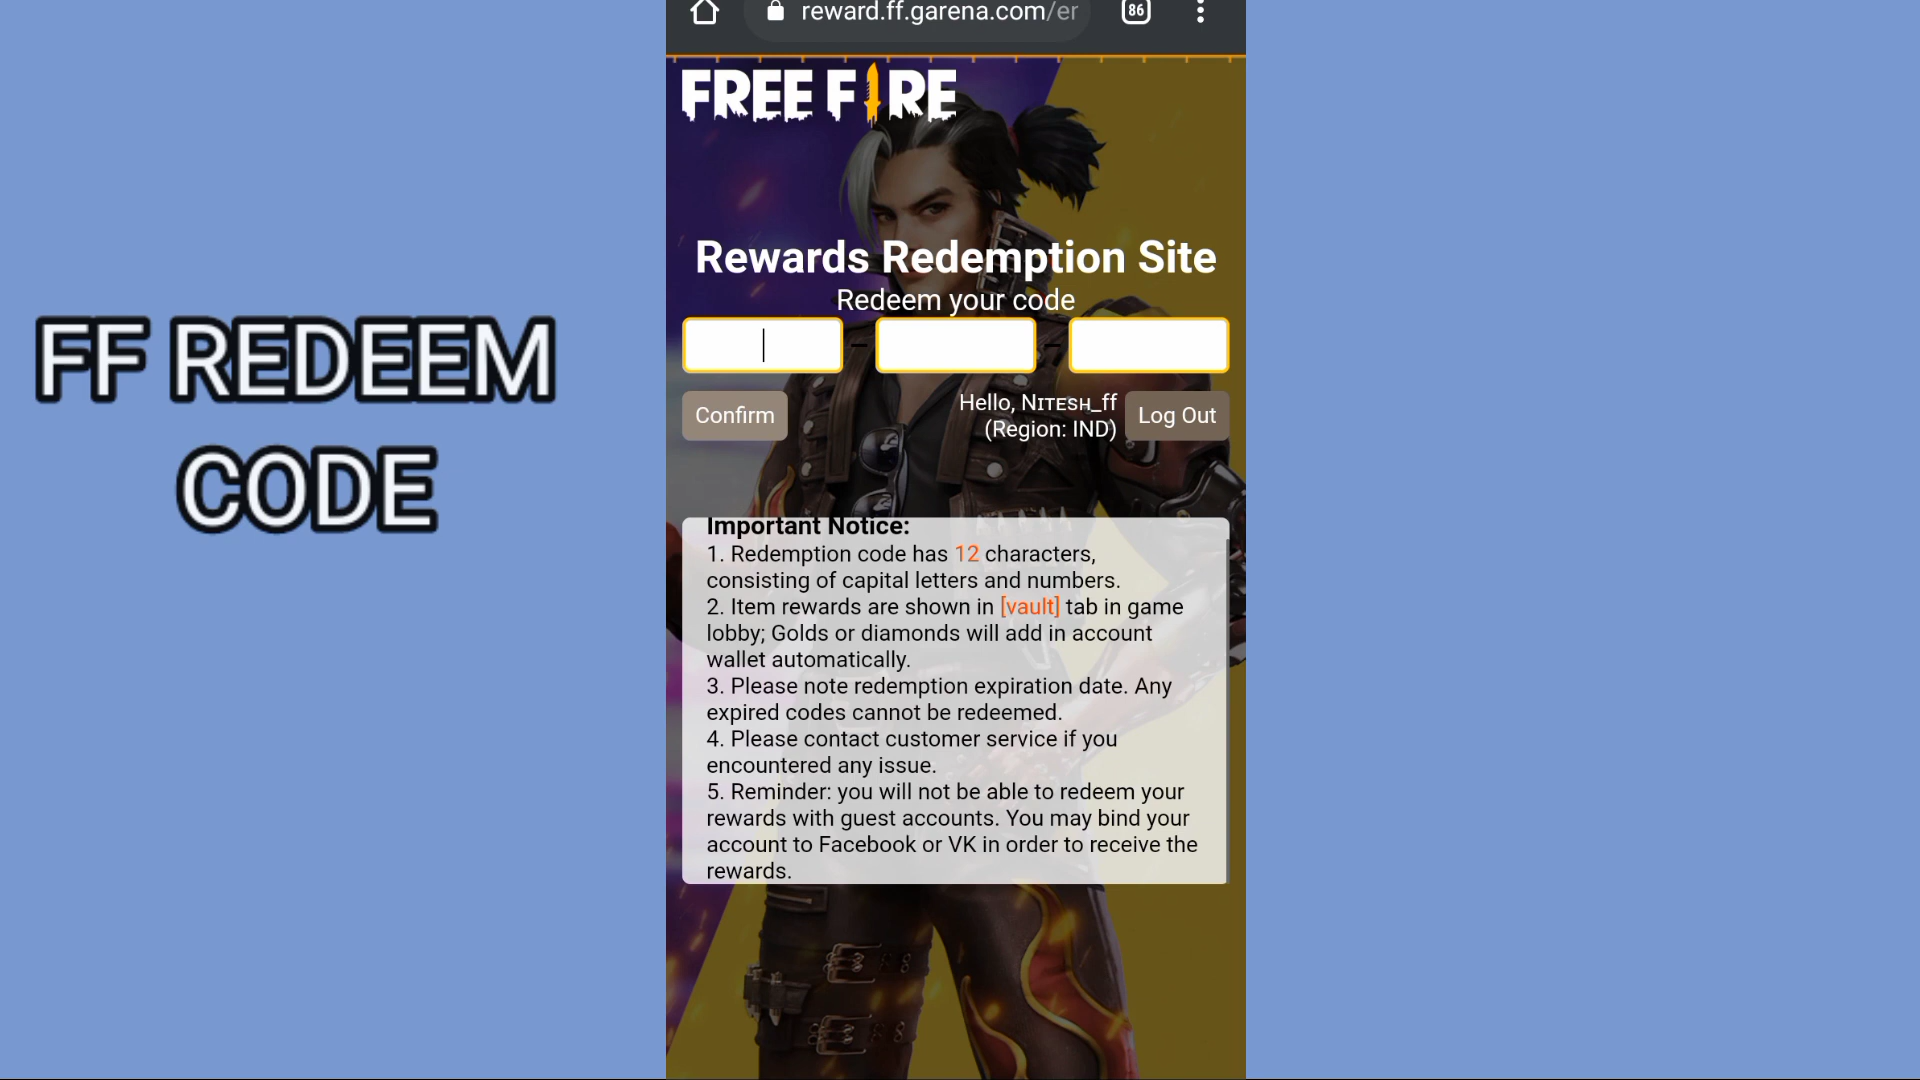 FF REDEEM
CODE
reward.ff.garena.com/er
86
FREE FIRE
Rewards Redemption Site
Redeem your code
Confirm
Hello, Nɪᴛᴇsʜ_ff
(Region: IND)
Log Out
Important Notice:
1. Redemption code has 12 characters,
consisting of capital letters and numbers.
2. Item rewards are shown in [vault] tab in game
lobby; Golds or diamonds will add in account
wallet automatically.
3. Please note redemption expiration date. Any
expired codes cannot be redeemed.
4. Please contact customer service if you
encountered any issue.
5. Reminder: you will not be able to redeem your
rewards with guest accounts. You may bind your
account to Facebook or VK in order to receive the
rewards.